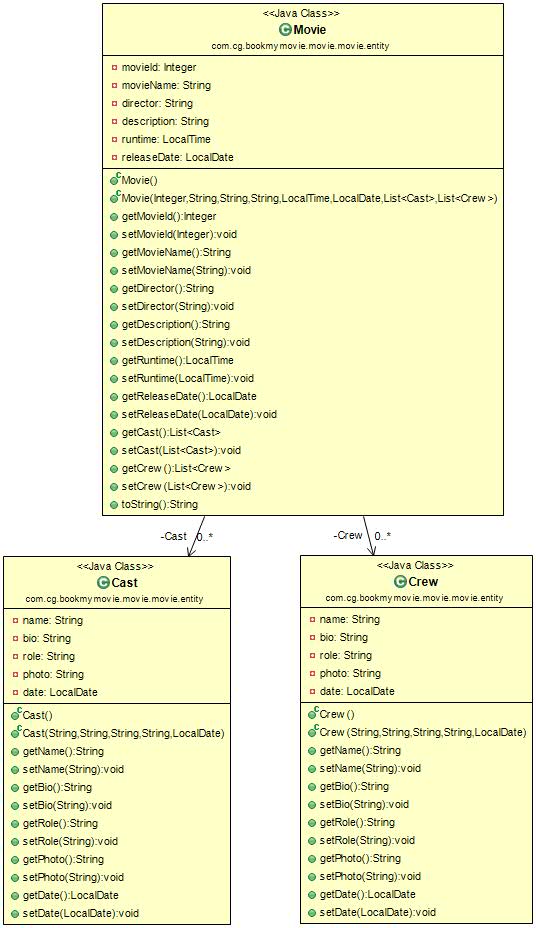 <<Java Class>>
Movie
com.cg.bookmymovie.movie.movie.entity
movieId: Integer
movieName: String
director: String
description: String
runtime: LocalTime
releaseDate: LocalDate
Movie()
Movie(Integer,String,String,String,LocalTime,LocalDate,List<Cast>,List<Crew>)
getMovieId():Integer
setMovieId(Integer):void
getMovieName():String
setMovieName(String):void
getDirector():String
setDirector(String):void
getDescription():String
setDescription(String):void
getRuntime():LocalTime
setRuntime(LocalTime):void
getReleaseDate():LocalDate
setReleaseDate(LocalDate):void
getCast():List<Cast>
setCast(List<Cast>):void
getCrew():List<Crew>
setCrew(List<Crew>):void
toString():String
-Cast 0..*
-Crew 0..*
<<Java Class>>
Cast
com.cg.bookmymovie.movie.movie.entity
name: String
bio: String
role: String
photo: String
date: LocalDate
Cast()
Cast(String,String,String,String,LocalDate)
getName():String
setName(String):void
getBio():String
setBio(String):void
getRole():String
setRole(String):void
getPhoto():String
setPhoto(String):void
getDate():LocalDate
setDate(LocalDate):void
<<Java Class>>
Crew
com.cg.bookmymovie.movie.movie.entity
name: String
bio: String
role: String
photo: String
date: LocalDate
Crew()
Crew(String,String,String,String,LocalDate)
getName():String
setName(String):void
getBio():String
setBio(String):void
getRole():String
setRole(String):void
getPhoto():String
setPhoto(String):void
getDate():LocalDate
setDate(LocalDate):void